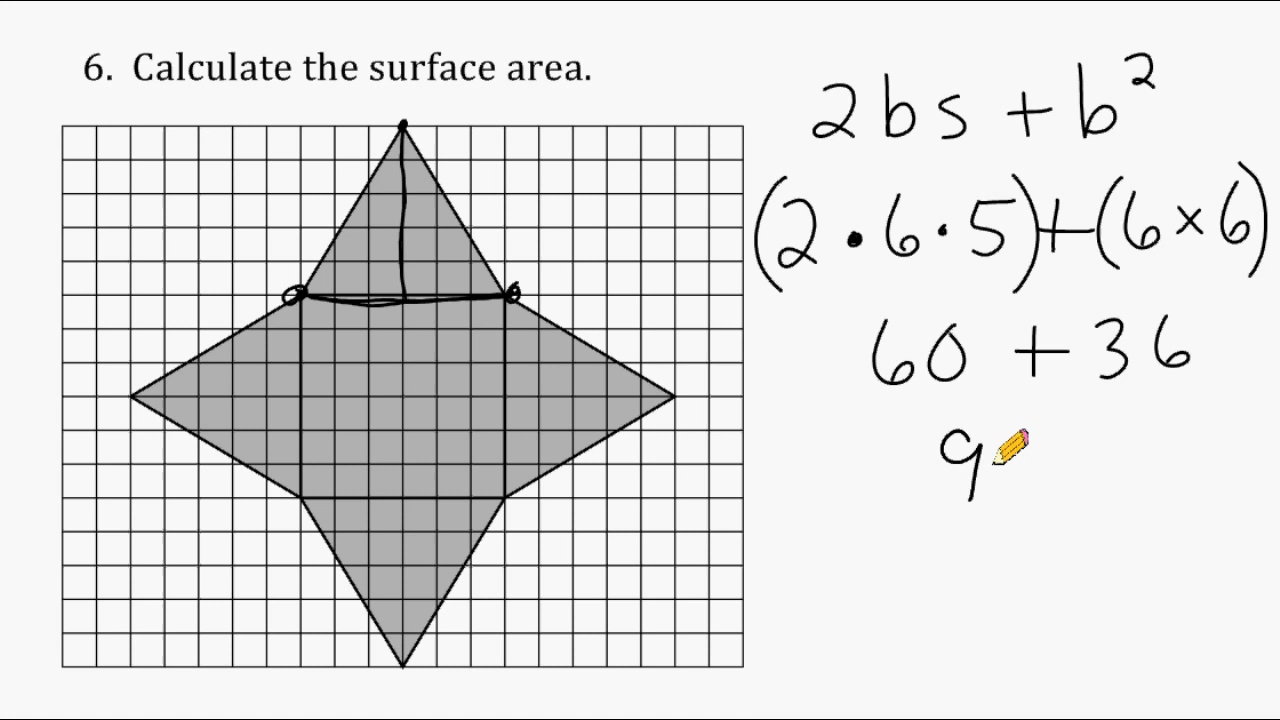 6. Calculate the surface area.
2bs + b²
(2 • 6 • 5) + (6 × 6)
60 + 36
9